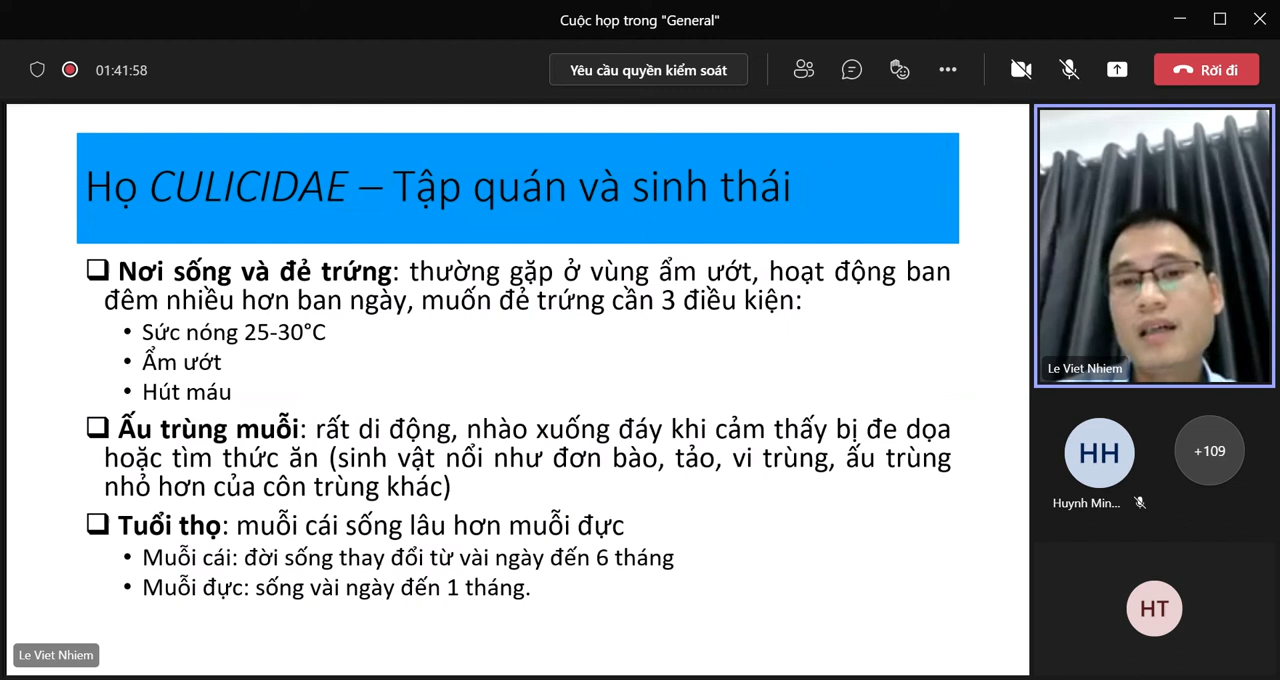 Cuộc họp trong "General"
01:41:58
Yêu cầu quyền kiểm soát
Rời đi
Họ CULICIDAE – Tập quán và sinh thái
Nơi sống và đẻ trứng: thường gặp ở vùng ẩm ướt, hoạt động ban
đêm nhiều hơn ban ngày, muốn đẻ trứng cần 3 điều kiện:
• Sức nóng 25-30°C
• Ẩm ướt
• Hút máu
Ấu trùng muỗi: rất di động, nhào xuống đáy khi cảm thấy bị đe dọa
hoặc tìm thức ăn (sinh vật nổi như đơn bào, tảo, vi trùng, ấu trùng
nhỏ hơn của côn trùng khác)
Tuổi thọ: muỗi cái sống lâu hơn muỗi đực
• Muỗi cái: đời sống thay đổi từ vài ngày đến 6 tháng
• Muỗi đực: sống vài ngày đến 1 tháng.
Le Viet Nhiem
Le Viet Nhiem
HH
+109
Huynh Min...
HT